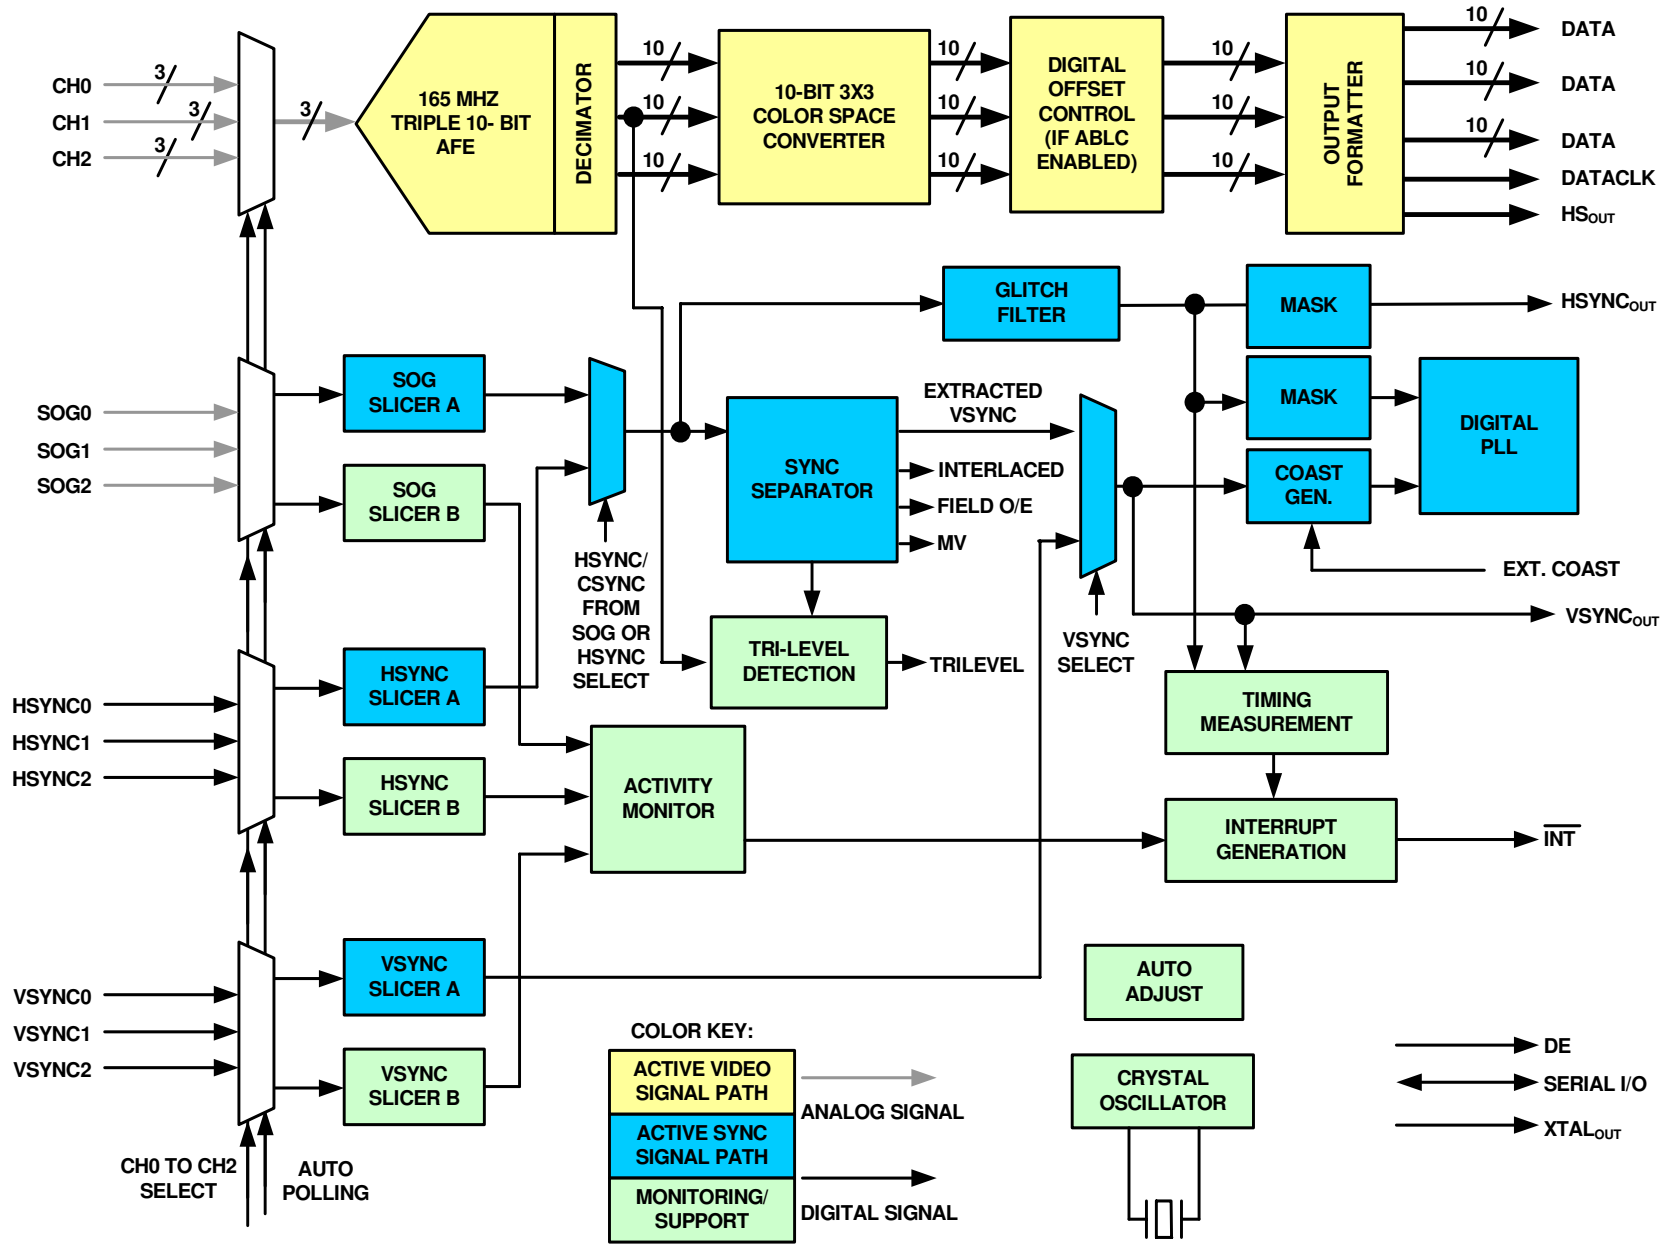 CH0
CH1
CH2
3
3
3
3
165 MHZ
TRIPLE 10- BIT
AFE
DECIMATOR
10
10
10
10-BIT 3X3
COLOR SPACE
CONVERTER
10
10
10
DIGITAL
OFFSET
CONTROL
(IF ABLC
ENABLED)
10
10
10
OUTPUT
FORMATTER
10
10
10
DATA
DATA
DATA
DATACLK
HSOUT
GLITCH
FILTER
MASK
HSYNCOUT
SOG0
SOG1
SOG2
SOG
SLICER A
SOG
SLICER B
HSYNC/
CSYNC
FROM
SOG OR
HSYNC
SELECT
SYNC
SEPARATOR
EXTRACTED
VSYNC
INTERLACED
FIELD O/E
MV
MASK
COAST
GEN.
DIGITAL
PLL
EXT. COAST
VSYNCOUT
VSYNC
SELECT
TRI-LEVEL
DETECTION
TRILEVEL
HSYNC0
HSYNC1
HSYNC2
HSYNC
SLICER A
HSYNC
SLICER B
ACTIVITY
MONITOR
TIMING
MEASUREMENT
INTERRUPT
GENERATION
INT
VSYNC0
VSYNC1
VSYNC2
VSYNC
SLICER A
VSYNC
SLICER B
CH0 TO CH2
SELECT
AUTO
POLLING
COLOR KEY:
ACTIVE VIDEO
SIGNAL PATH
ACTIVE SYNC
SIGNAL PATH
MONITORING/
SUPPORT
ANALOG SIGNAL
DIGITAL SIGNAL
AUTO
ADJUST
CRYSTAL
OSCILLATOR
DE
SERIAL I/O
XTALOUT